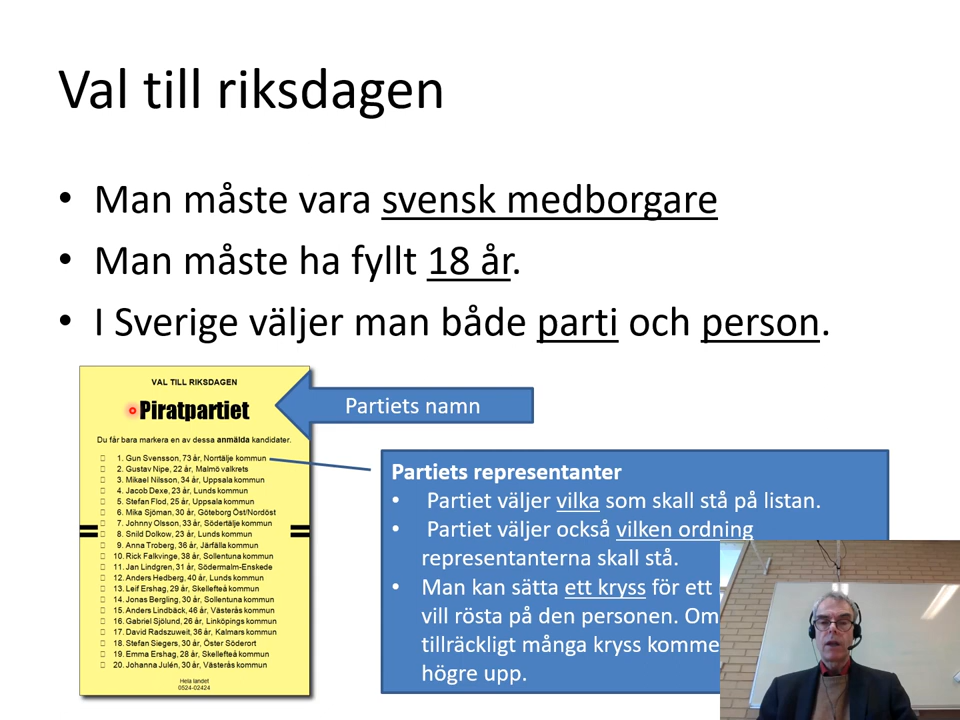 Val till riksdagen
• Man måste vara svensk medborgare
• Man måste ha fyllt 18 år.
• I Sverige väljer man både parti och person.
VAL TILL RIKSDAGEN
Piratpartiet
Du får bara markera en av dessa anmälda kandidater.
1. Gun Svensson, 73 år, Norrtälje kommun
2. Gustav Nipe, 22 år, Malmö valkrets
3. Mikael Nilsson, 34 år, Uppsala kommun
4. Jacob Dexe, 23 år, Lunds kommun
5. Stefan Flod, 25 år, Uppsala kommun
6. Mika Sjöman, 30 år, Göteborg Öst/Nordöst
7. Johnny Olsson, 33 år, Södertälje kommun
8. Snild Dolkow, 23 år, Lunds kommun
9. Anna Troberg, 36 år, Järfälla kommun
10. Rick Falkvinge, 38 år, Sollentuna kommun
11. Jan Lindgren, 31 år, Södermalm-Enskede
12. Anders Hedberg, 40 år, Lunds kommun
13. Leif Ershag, 29 år, Skellefteå kommun
14. Jonas Bergling, 30 år, Sollentuna kommun
15. Anders Lindbäck, 46 år, Västerås kommun
16. Gabriel Sjölund, 26 år, Linköpings kommun
17. David Radszuweit, 36 år, Kalmars kommun
18. Stefan Siegers, 30 år, Öster Söderort
19. Emma Ershag, 28 år, Skellefteå kommun
20. Johanna Julén, 30 år, Västerås kommun
Hela landet
0524-02424
Partiets namn
Partiets representanter
• Partiet väljer vilka som skall stå på listan.
• Partiet väljer också vilken ordning
representanterna skall stå.
• Man kan sätta ett kryss för ett
vill rösta på den personen. Om
tillräckligt många kryss komme
högre upp.